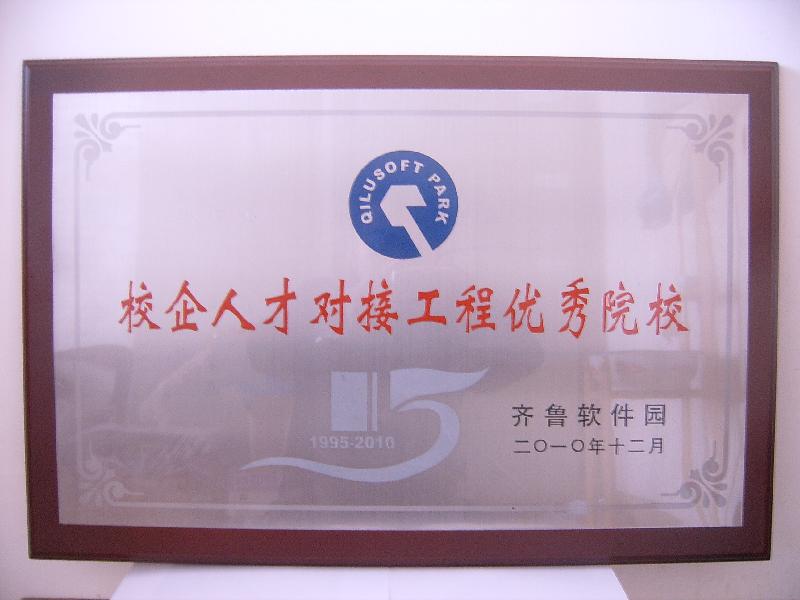 QILUSOFT PARK
校企人才对接工程优秀院校
15
1995-2010
齐鲁软件园
二〇一〇年十二月